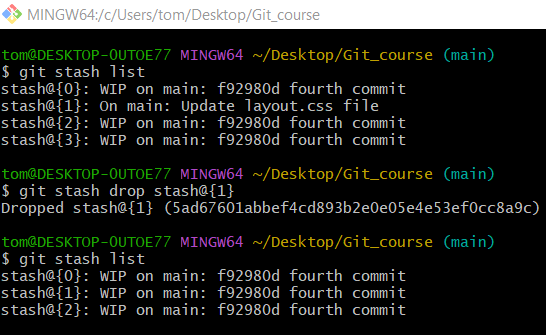 MINGW64:/c/Users/tom/Desktop/Git_course
tom@DESKTOP-OUTOE77 MINGW64 ~/Desktop/Git_course (main)
$ git stash list
stash@{0}: WIP on main: f92980d fourth commit
stash@{1}: On main: Update layout.css file
stash@{2}: WIP on main: f92980d fourth commit
stash@{3}: WIP on main: f92980d fourth commit
tom@DESKTOP-OUTOE77 MINGW64 ~/Desktop/Git_course (main)
$ git stash drop stash@{1}
Dropped stash@{1} (5ad67601abbef4cd893b2e0e05e4e53ef0cc8a9c)
tom@DESKTOP-OUTOE77 MINGW64 ~/Desktop/Git_course (main)
$ git stash list
stash@{0}: WIP on main: f92980d fourth commit
stash@{1}: WIP on main: f92980d fourth commit
stash@{2}: WIP on main: f92980d fourth commit